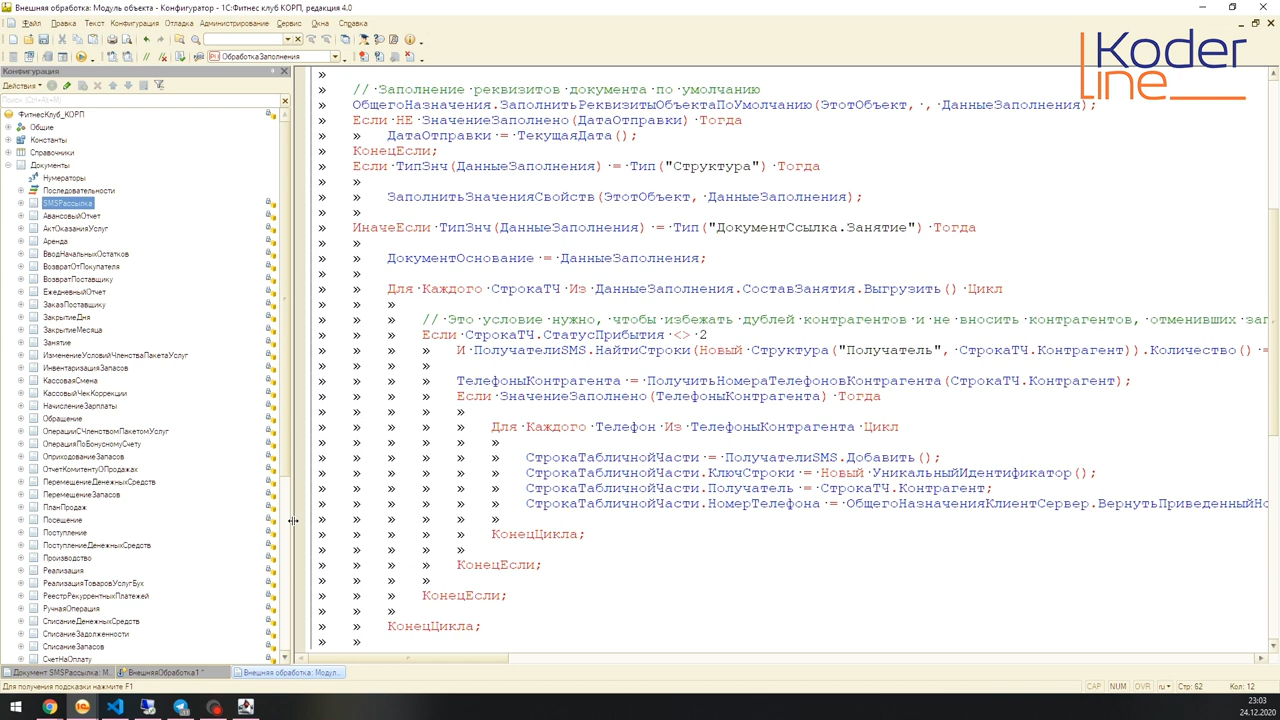 Внешняя обработка: Модуль объекта - Конфигуратор - 1С:Фитнес клуб КОРП, редакция 4.0
Файл Правка Текст Конфигурация Отладка Администрирование Сервис Окна Справка
ОбработкаЗаполнения
Koder
line
Конфигурация
Действия
Поиск (Ctrl+Alt+M)
ФитнесКлуб_КОРП
Общие
Константы
Справочники
Документы
Нумераторы
Последовательности
SMSРассылка
АвансовыйОтчет
АктОказанияУслуг
Аренда
ВводНачальныхОстатков
ВозвратОтПокупателя
ВозвратПоставщику
ЕжедневныйОтчет
ЗаказПоставщику
ЗакрытиеДня
ЗакрытиеМесяца
Занятие
ИзменениеУсловийЧленстваПакетаУслуг
ИнвентаризацияЗапасов
КассоваяСмена
КассовыйЧекКоррекции
НачислениеЗарплаты
Обращение
ОперацииСЧленствомПакетомУслуг
ОперацияПоБонусномуСчету
ОприходованиеЗапасов
ОтчетКомитентуОПродажах
ПеремещениеДенежныхСредств
ПеремещениеЗапасов
ПланПродаж
Посещение
Поступление
ПоступлениеДенежныхСредств
Производство
Реализация
РеализацияТоваровУслугБух
РеестрРекуррентныхПлатежей
РучнаяОперация
СписаниеДенежныхСредств
СписаниеЗадолженности
СписаниеЗапасов
СчетНаОплату
// Заполнение реквизитов документа по умолчанию
ОбщегоНазначения.ЗаполнитьРеквизитыОбъектаПоУмолчанию(ЭтотОбъект, , ДанныеЗаполнения);
Если НЕ ЗначениеЗаполнено(ДатаОтправки) Тогда
ДатаОтправки = ТекущаяДата();
КонецЕсли;
Если ТипЗнч(ДанныеЗаполнения) = Тип("Структура") Тогда
ЗаполнитьЗначенияСвойств(ЭтотОбъект, ДанныеЗаполнения);
ИначеЕсли ТипЗнч(ДанныеЗаполнения) = Тип("ДокументСсылка.Занятие") Тогда
ДокументОснование = ДанныеЗаполнения;
Для Каждого СтрокаТЧ Из ДанныеЗаполнения.СоставЗанятия.Выгрузить() Цикл
// Это условие нужно, чтобы избежать дублей контрагентов и не вносить контрагентов, отменивших зап
Если СтрокаТЧ.СтатусПрибытия <> 2
И ПолучателиSMS.НайтиСтроки(Новый Структура("Получатель", СтрокаТЧ.Контрагент)).Количество() =
ТелефоныКонтрагента = ПолучитьНомераТелефоновКонтрагента(СтрокаТЧ.Контрагент);
Если ЗначениеЗаполнено(ТелефоныКонтрагента) Тогда
Для Каждого Телефон Из ТелефоныКонтрагента Цикл
СтрокаТабличнойЧасти = ПолучателиSMS.Добавить();
СтрокаТабличнойЧасти.КлючСтроки = Новый УникальныйИдентификатор();
СтрокаТабличнойЧасти.Получатель = СтрокаТЧ.Контрагент;
СтрокаТабличнойЧасти.НомерТелефона = ОбщегоНазначенияКлиентСервер.ВернутьПриведенныйНо
КонецЦикла;
КонецЕсли;
КонецЕсли;
КонецЦикла;
Документ SMSРассылка: М... ВнешняяОбработка1 * Внешняя обработка: Модул...
Для получения подсказки нажмите F1
CAP NUM OVR ru Стр: 62 Кол: 12
23:03
24.12.2020